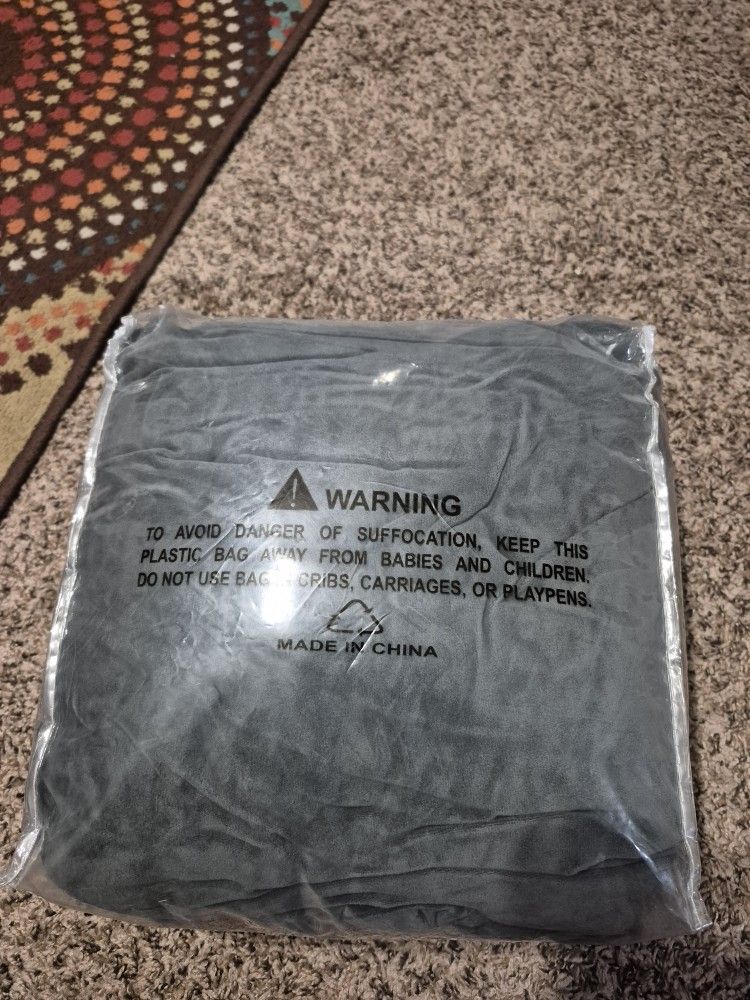 WARNING
TO AVOID DANGER OF SUFFOCATION, KEEP THIS
PLASTIC BAG AWAY FROM BABIES AND CHILDREN.
DO NOT USE BAG CRIBS, CARRIAGES, OR PLAYPENS.
MADE IN CHINA